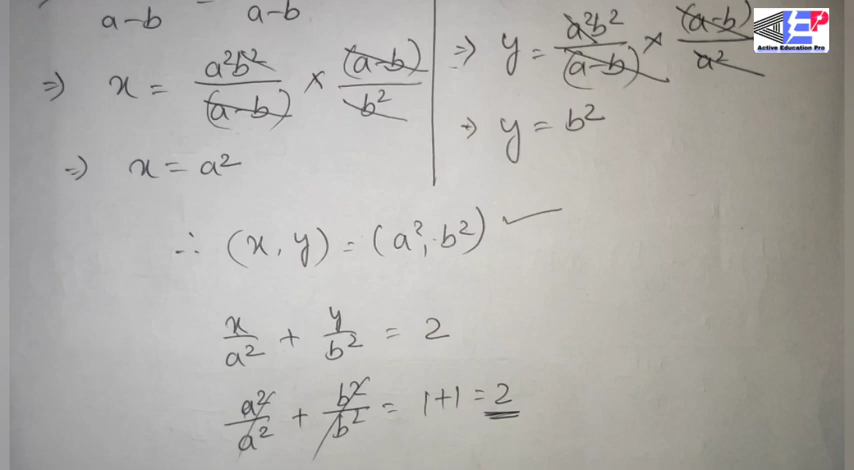 a-b a-b
⇒ x = a²b²/(a-b) × (a-b)/b²
⇒ x = a²
⇒ y = a²b²/(a-b) × (a-b)/a²
⇒ y = b²
∴ (x, y) = (a², b²) ✓
x/a² + y/b² = 2
a²/a² + b²/b² = 1+1 = 2
EP
Active Education Pro